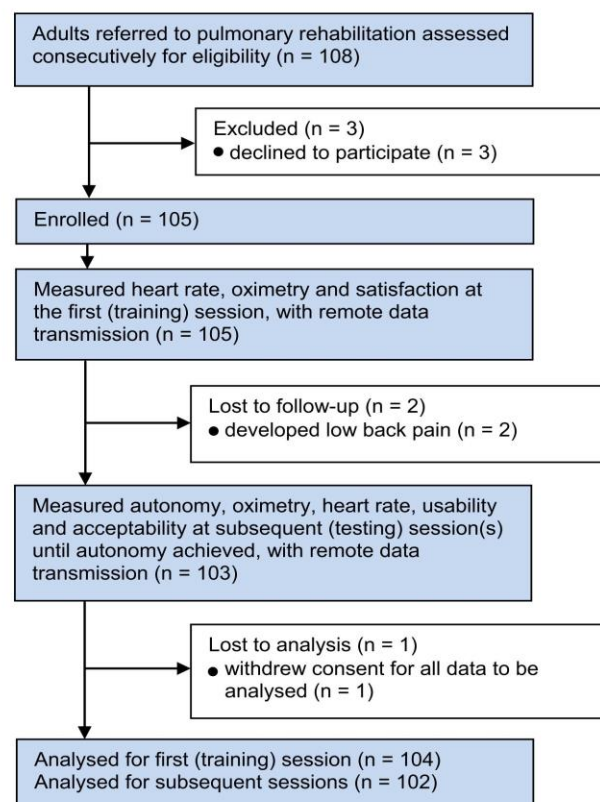 Adults referred to pulmonary rehabilitation assessed
consecutively for eligibility (n = 108)
Excluded (n = 3)
● declined to participate (n = 3)
Enrolled (n = 105)
Measured heart rate, oximetry and satisfaction at
the first (training) session, with remote data
transmission (n = 105)
Lost to follow-up (n = 2)
● developed low back pain (n = 2)
Measured autonomy, oximetry, heart rate, usability
and acceptability at subsequent (testing) session(s)
until autonomy achieved, with remote data
transmission (n = 103)
Lost to analysis (n = 1)
● withdrew consent for all data to be
analysed (n = 1)
Analysed for first (training) session (n = 104)
Analysed for subsequent sessions (n = 102)